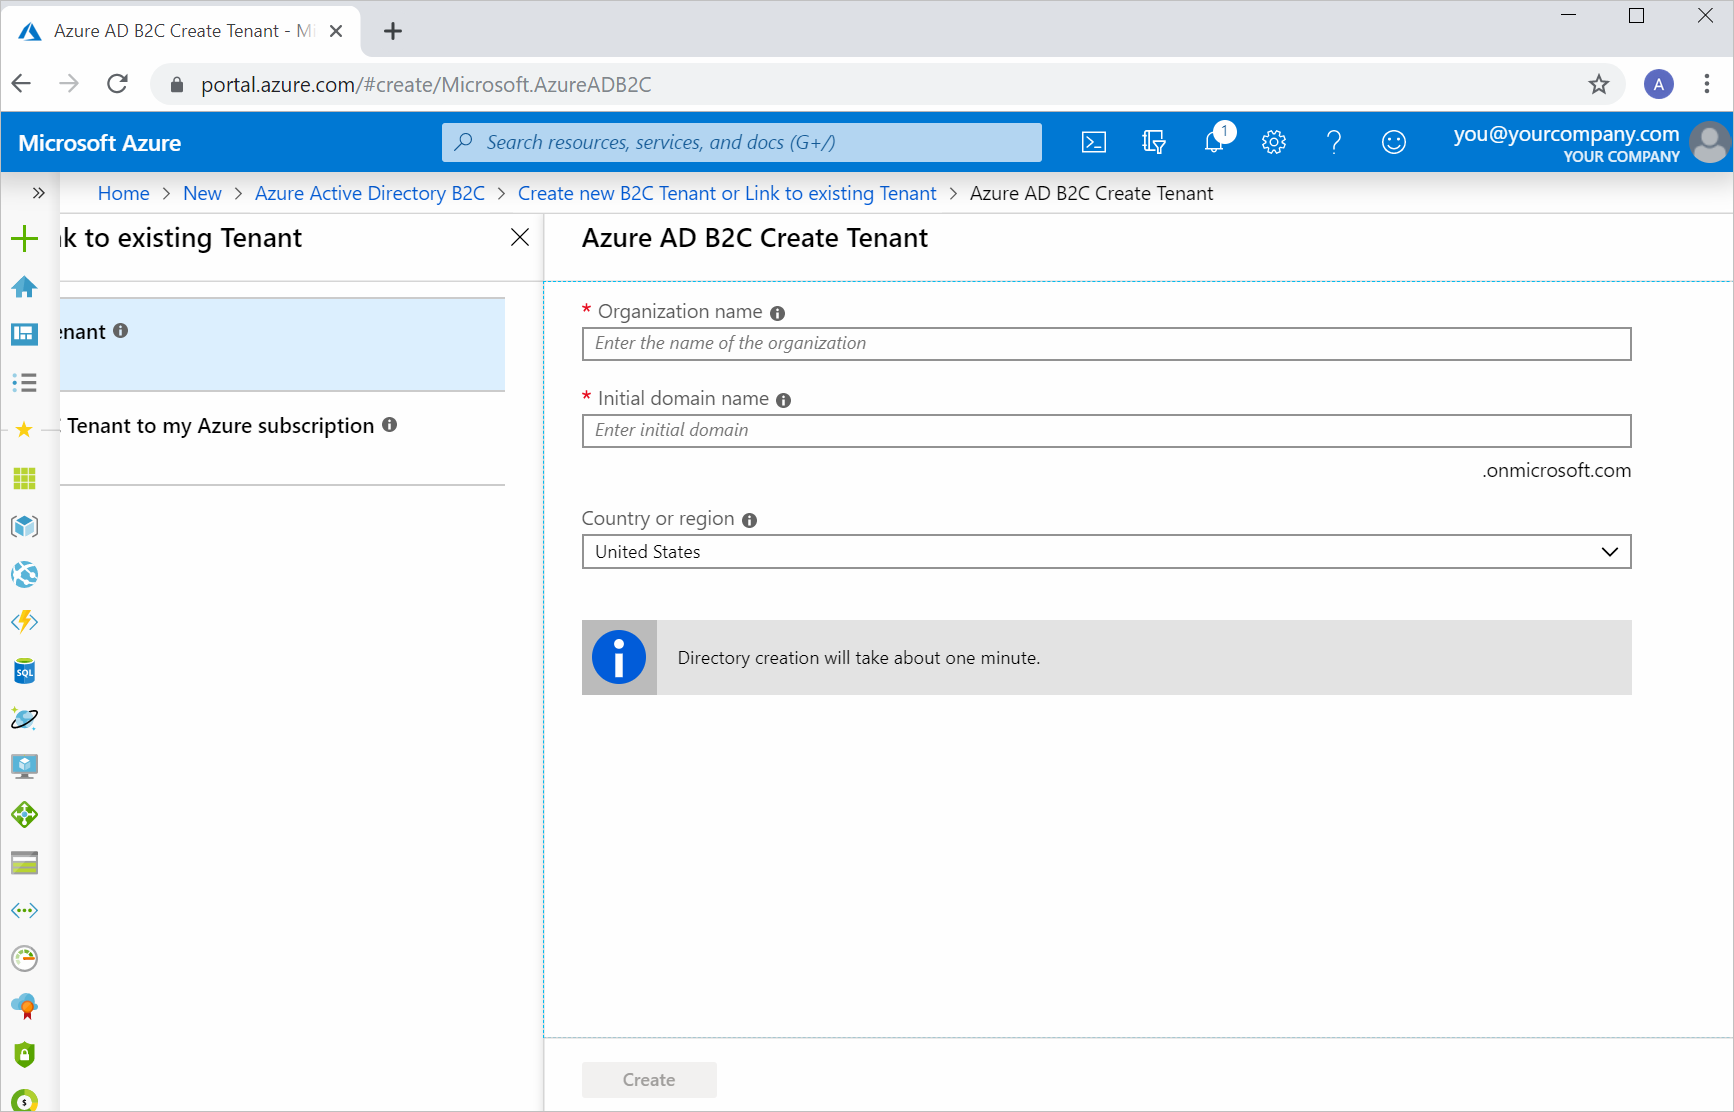 Azure AD B2C Create Tenant - Mi
portal.azure.com/#create/Microsoft.AzureADB2C
A
Microsoft Azure
Search resources, services, and docs (G+/)
1
you@yourcompany.com
YOUR COMPANY
Home > New > Azure Active Directory B2C > Create new B2C Tenant or Link to existing Tenant > Azure AD B2C Create Tenant
k to existing Tenant
Azure AD B2C Create Tenant
enant
Tenant to my Azure subscription
* Organization name
Enter the name of the organization
* Initial domain name
Enter initial domain
.onmicrosoft.com
Country or region
United States
Directory creation will take about one minute.
SQL
Create